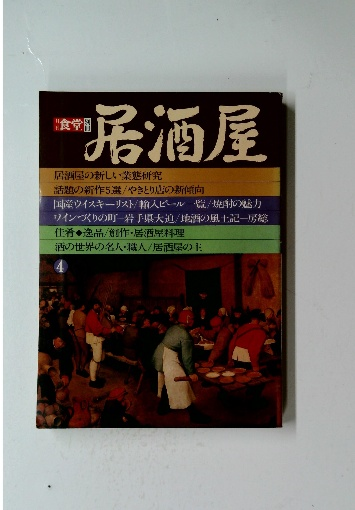 月刊食堂別冊
居酒屋
居酒屋の新しい業態研究
話題の新作5選/やきとり店の新傾向
国産ウイスキーリスト/輸入ビール一覧/焼酎の魅力
ワインづくりの町―岩手県大迫/地酒の風土記―房総
佳肴◆逸品/創作・居酒屋料理
酒の世界の名人・職人/居酒屋の主
4